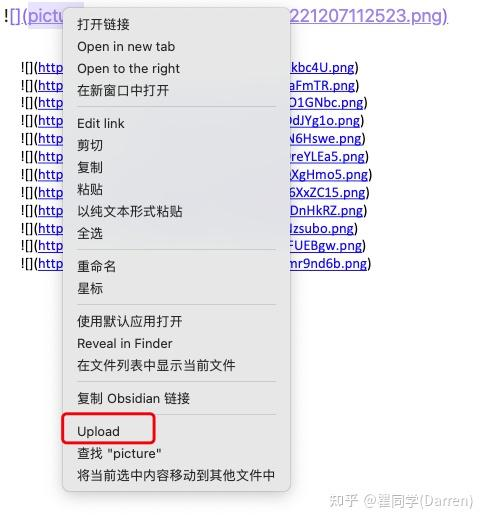 ![](pictur 221207112523.png)
打开链接
Open in new tab
Open to the right
在新窗口中打开
Edit link
剪切
复制
粘贴
以纯文本形式粘贴
全选
重命名
星标
使用默认应用打开
Reveal in Finder
在文件列表中显示当前文件
复制 Obsidian 链接
Upload
查找 "picture"
将当前选中内容移动到其他文件中
![](http kbc4U.png)
![](http aFmTR.png)
![](http O1GNbc.png)
![](http dJYg1o.png)
![](http N6Hswe.png)
![](http reYLEa5.png)
![](http XgHmo5.png)
![](http 6XxZC15.png)
![](http DnHkRZ.png)
![](http Nzsubo.png)
![](http FUEBgw.png)
![](http mr9nd6b.png)
知乎 @瞿同学(Darren)